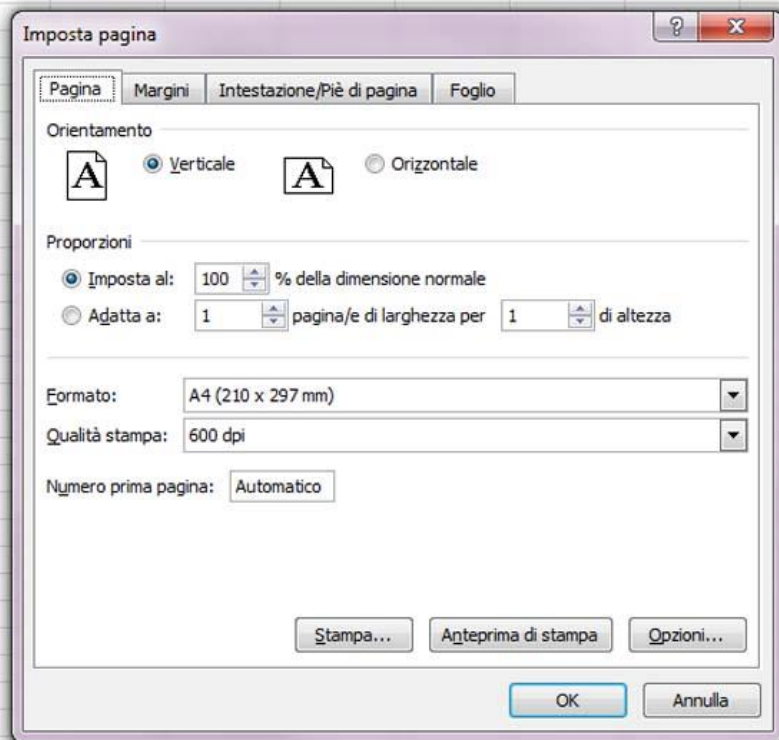 Imposta pagina
Pagina Margini Intestazione/Piè di pagina Foglio
Orientamento
A Verticale A Orizzontale
Proporzioni
Imposta al: 100 % della dimensione normale
Adatta a: 1 pagina/e di larghezza per 1 di altezza
Formato: A4 (210 x 297 mm)
Qualità stampa: 600 dpi
Numero prima pagina: Automatico
Stampa... Anteprima di stampa Opzioni...
OK Annulla